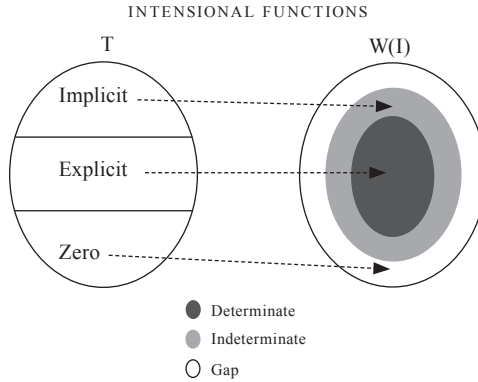 INTENSIONAL FUNCTIONS
T
W(I)
Implicit
Explicit
Zero
Determinate
Indeterminate
Gap